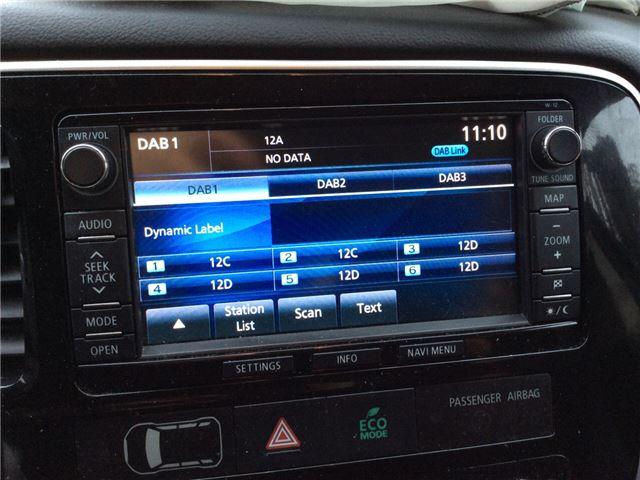 W-12
PWR/VOL
FOLDER
DAB 1
12A
11:10
NO DATA
DAB Link
TUNE SOUND
DAB1
DAB2
DAB3
MAP
AUDIO
Dynamic Label
ZOOM
SEEK
TRACK
1 12C
2 12C
3 12D
4 12D
5 12D
6 12D
MODE
Station
List
Scan
Text
OPEN
SETTINGS
INFO
NAVI MENU
PASSENGER AIRBAG
ECO
MODE